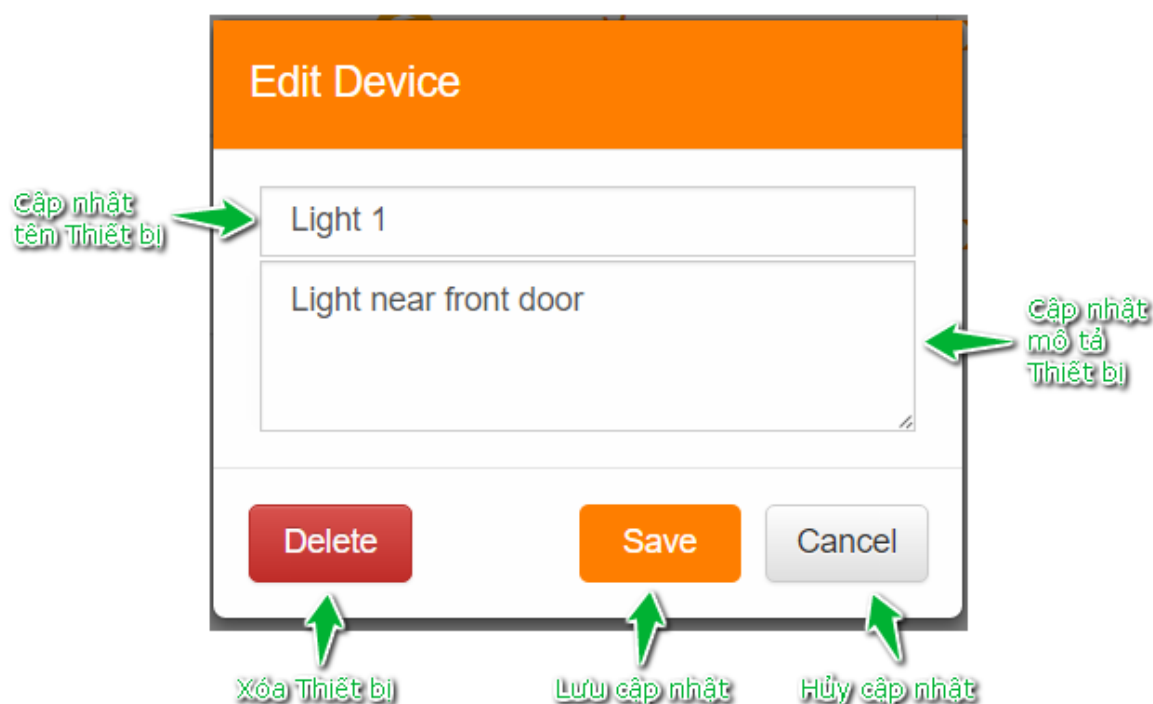 Edit Device
Cập nhật
tên Thiết bị
Light 1
Light near front door
Cập nhật
mô tả
Thiết bị
Delete
Save
Cancel
Xóa Thiết bị
Lưu cập nhật
Hủy cập nhật